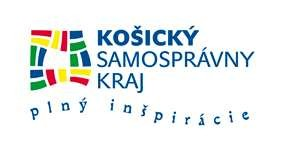 KOŠICKÝ
SAMOSPRÁVNY
KRAJ
plný inšpirácie